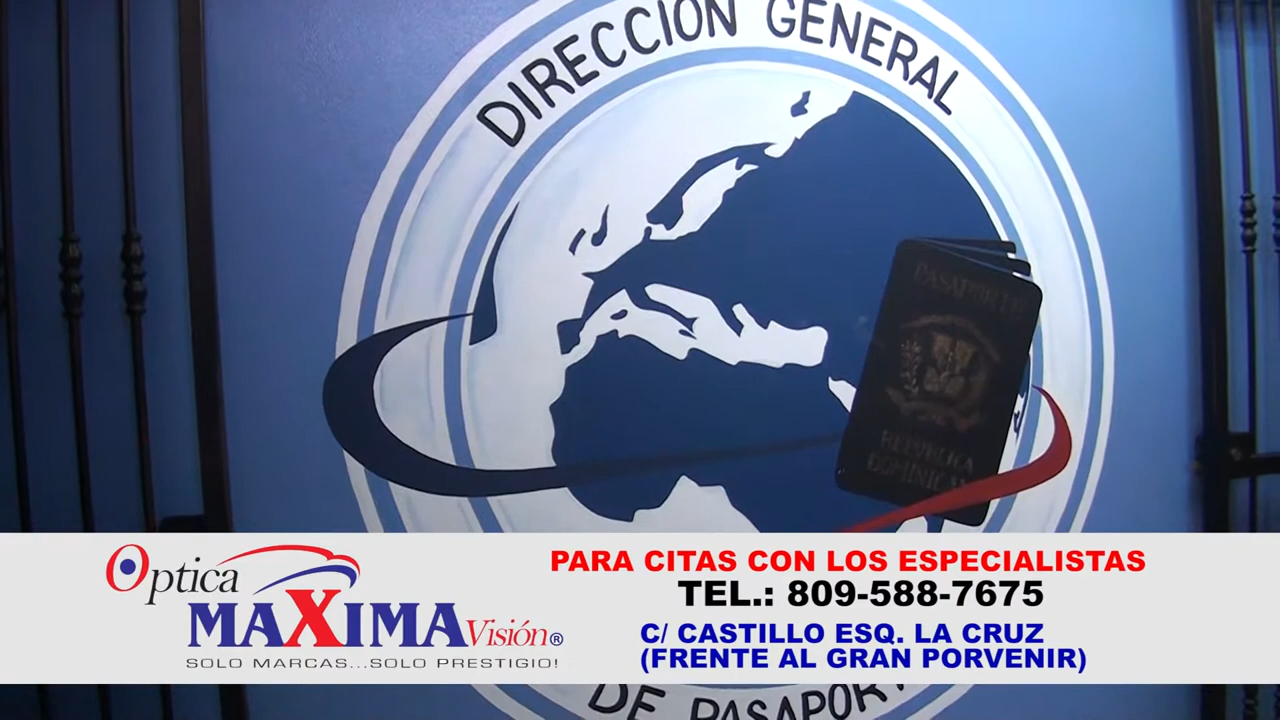 DIRECCION GENERAL
PASAPORTE
REPUBLICA
DOMINICAN
Optica
MAXIMA Visión®
SOLO MARCAS...SOLO PRESTIGIO!
PARA CITAS CON LOS ESPECIALISTAS
TEL.: 809-588-7675
C/ CASTILLO ESQ. LA CRUZ
(FRENTE AL GRAN PORVENIR)
DE PASAPORT